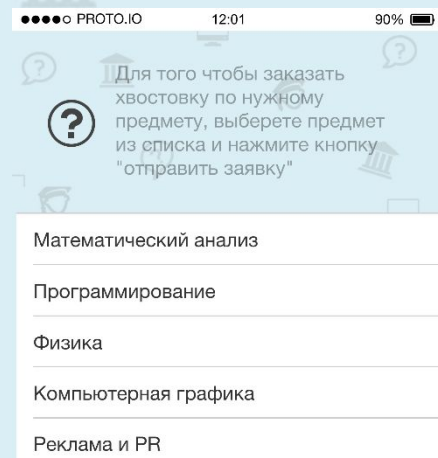 PROTO.IO 12:01 90%
Для того чтобы заказать
хвостовку по нужному
предмету, выберете предмет
из списка и нажмите кнопку
"отправить заявку"
Математический анализ
Программирование
Физика
Компьютерная графика
Реклама и PR